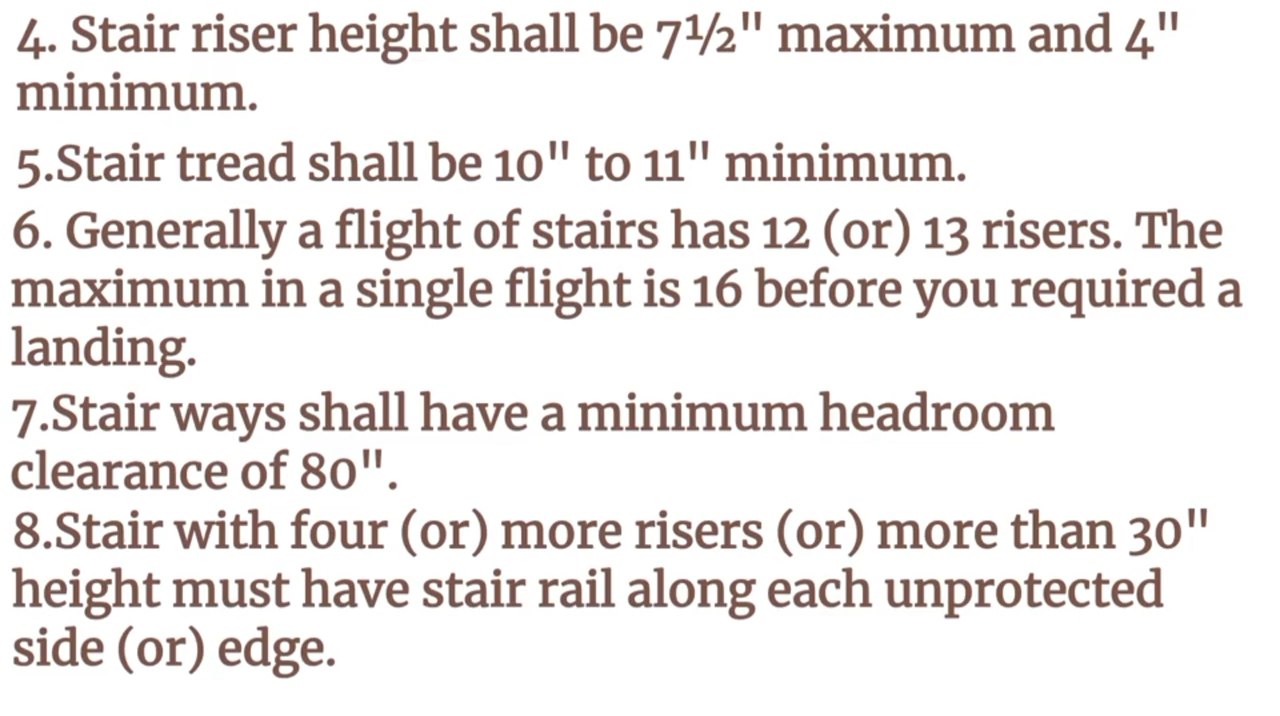 4. Stair riser height shall be 7½" maximum and 4"
minimum.
5.Stair tread shall be 10" to 11" minimum.
6. Generally a flight of stairs has 12 (or) 13 risers. The
maximum in a single flight is 16 before you required a
landing.
7.Stair ways shall have a minimum headroom
clearance of 80".
8.Stair with four (or) more risers (or) more than 30"
height must have stair rail along each unprotected
side (or) edge.